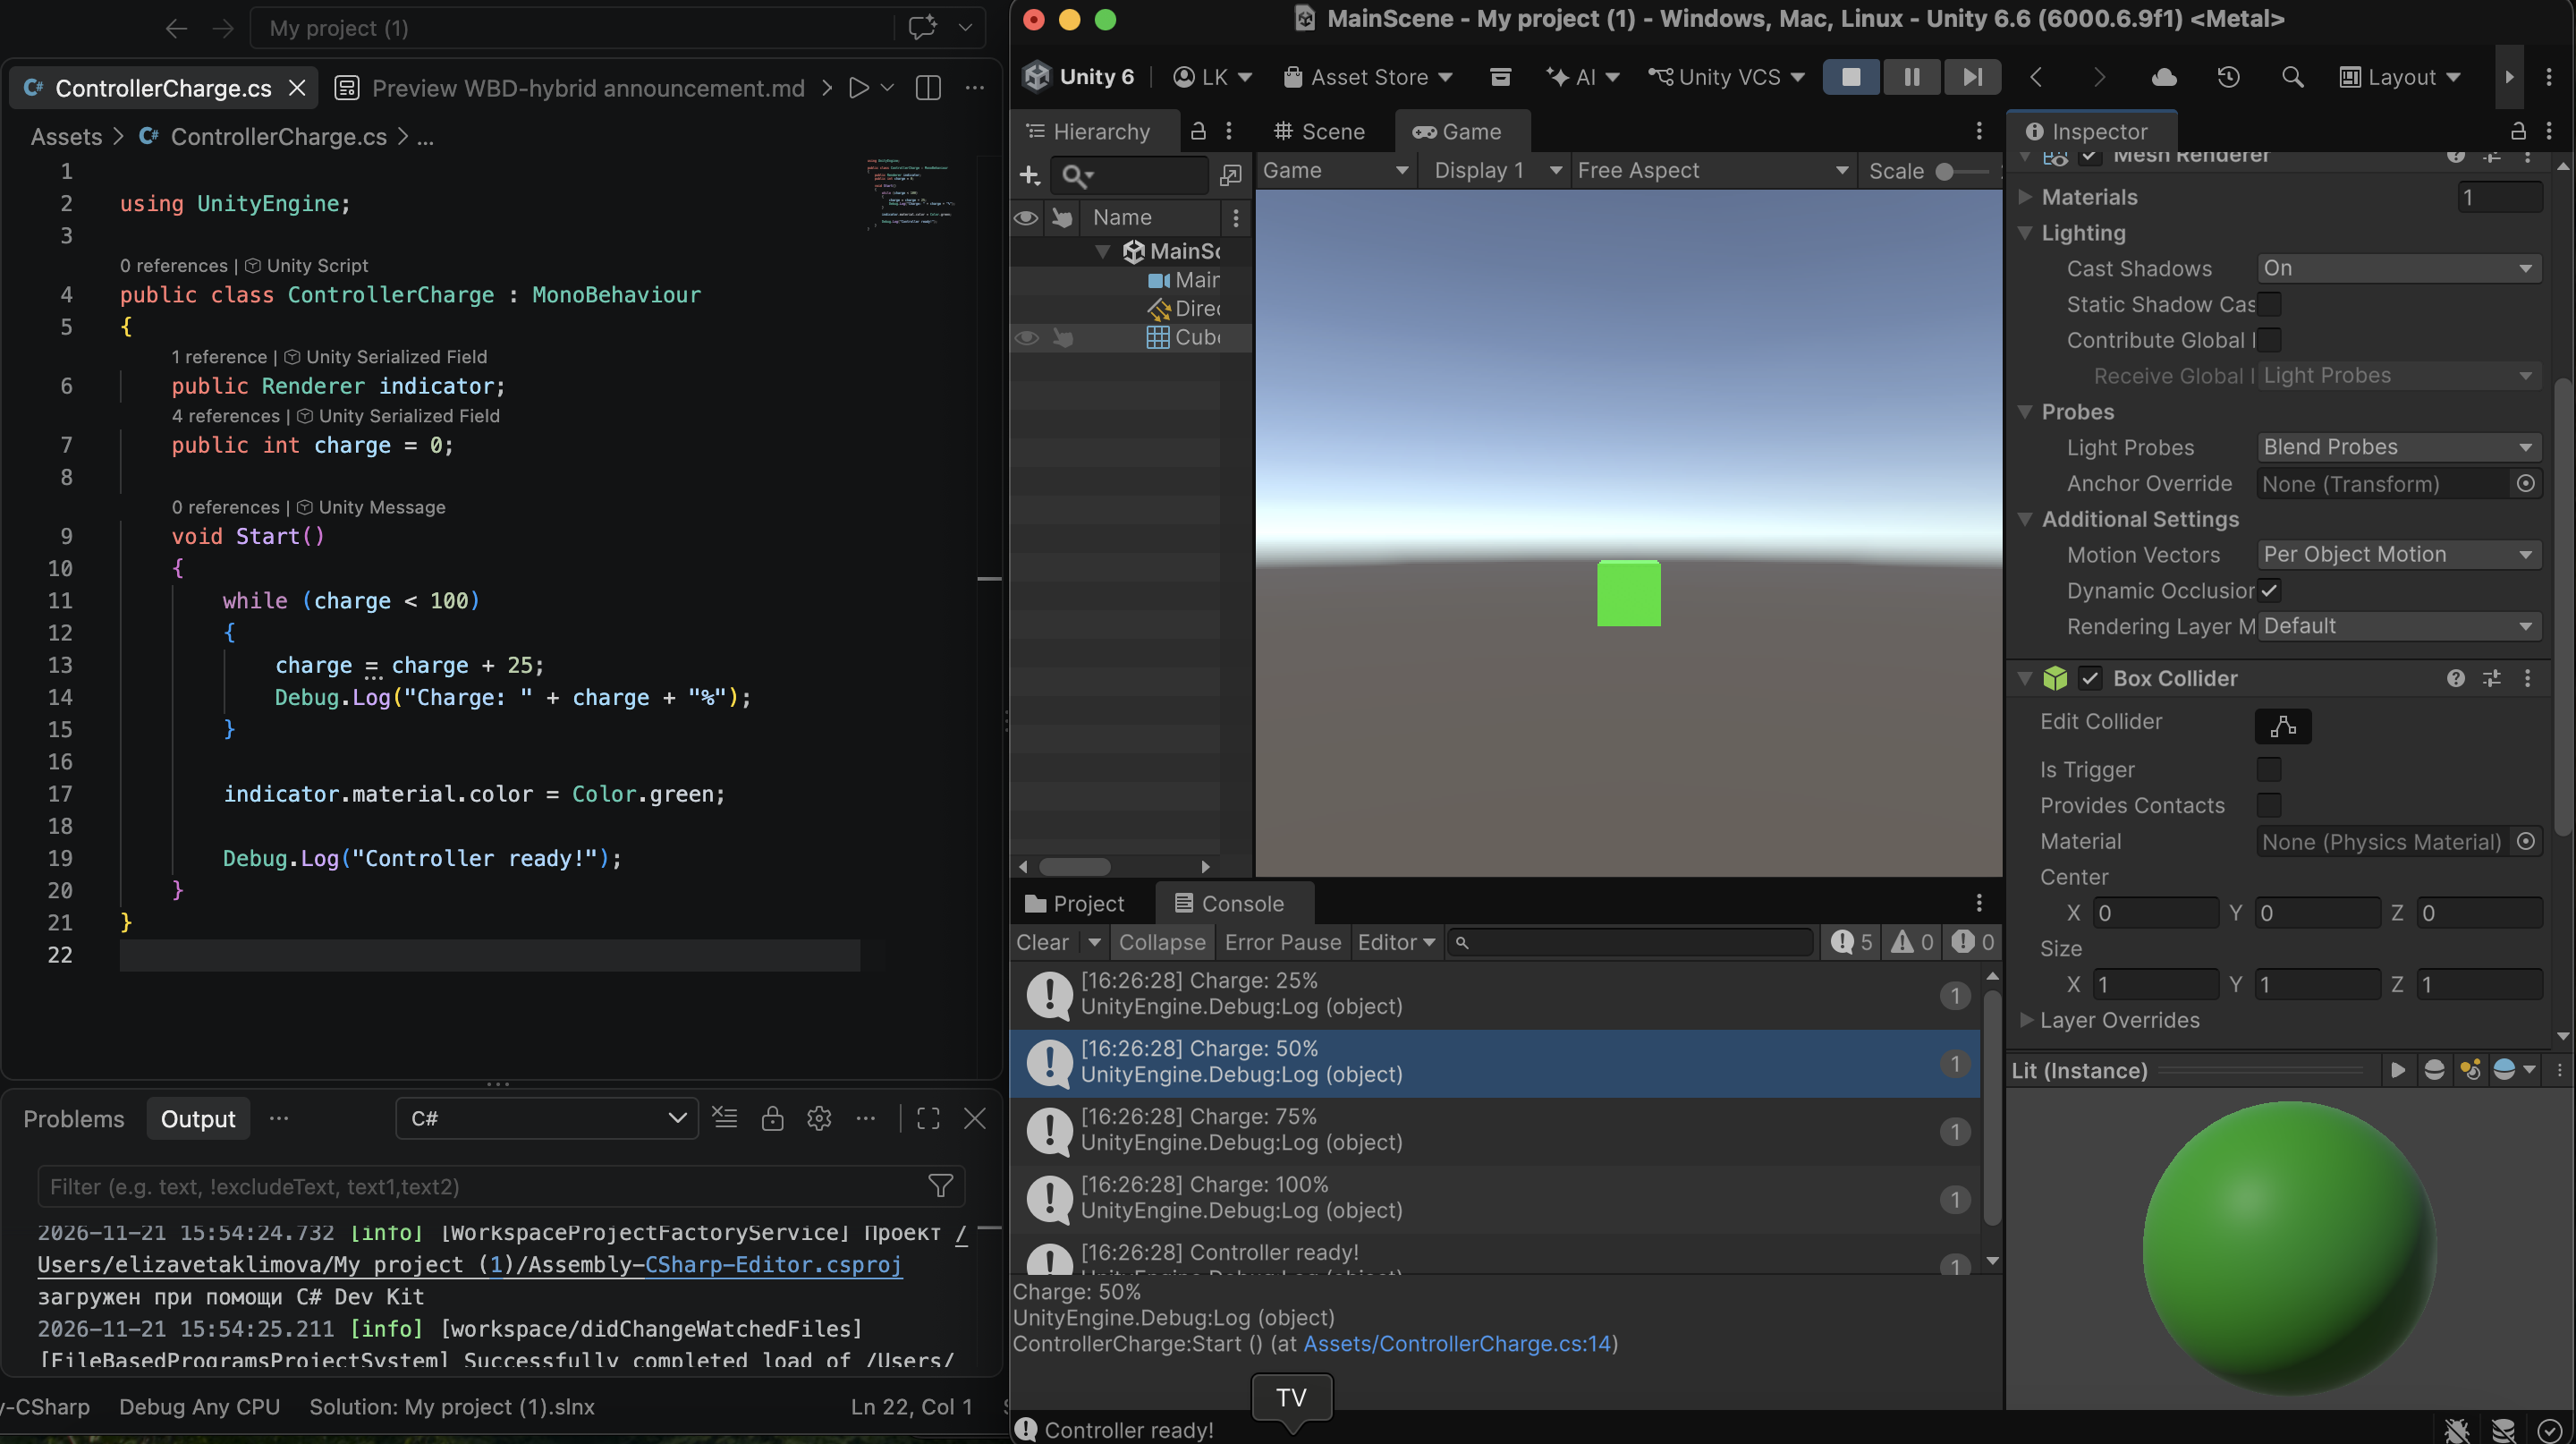 My project (1)
ControllerCharge.cs
Preview WBD-hybrid announcement.md
Assets > ControllerCharge.cs > ...
1
2 using UnityEngine;
3
0 references | Unity Script
4 public class ControllerCharge : MonoBehaviour
5 {
1 reference | Unity Serialized Field
6 public Renderer indicator;
4 references | Unity Serialized Field
7 public int charge = 0;
8
0 references | Unity Message
9 void Start()
10 {
11 while (charge < 100)
12 {
13 charge = charge + 25;
14 Debug.Log("Charge: " + charge + "%");
15 }
16
17 indicator.material.color = Color.green;
18
19 Debug.Log("Controller ready!");
20 }
21 }
22
Problems Output ... C#
Filter (e.g. text, !excludeText, text1,text2)
2026-11-21 15:54:24.732 [info] [WorkspaceProjectFactoryService] Проект /
Users/elizavetaklimova/My project (1)/Assembly-CSharp-Editor.csproj
загружен при помощи C# Dev Kit
2026-11-21 15:54:25.211 [info] [workspace/didChangeWatchedFiles]
[FileBasedProgramsProjectSystem] Successfully completed load of /Users/
y-CSharp Debug Any CPU Solution: My project (1).slnx Ln 22, Col 1
MainScene - My project (1) - Windows, Mac, Linux - Unity 6.6 (6000.6.9f1) <Metal>
Unity 6 LK Asset Store AI Unity VCS Layout
Hierarchy
Name
MainSc
Main
Direc
Cube
Scene Game
Game Display 1 Free Aspect Scale
Project Console
Clear Collapse Error Pause Editor 5 0 0
[16:26:28] Charge: 25%
UnityEngine.Debug:Log (object)
1
[16:26:28] Charge: 50%
UnityEngine.Debug:Log (object)
1
[16:26:28] Charge: 75%
UnityEngine.Debug:Log (object)
1
[16:26:28] Charge: 100%
UnityEngine.Debug:Log (object)
1
[16:26:28] Controller ready!
UnityEngine.Debug:Log (object)
1
Charge: 50%
UnityEngine.Debug:Log (object)
ControllerCharge:Start () (at Assets/ControllerCharge.cs:14)
TV
Controller ready!
Inspector
Mesh Renderer
Materials 1
Lighting
Cast Shadows On
Static Shadow Cas
Contribute Global I
Receive Global I Light Probes
Probes
Light Probes Blend Probes
Anchor Override None (Transform)
Additional Settings
Motion Vectors Per Object Motion
Dynamic Occlusion
Rendering Layer M Default
Box Collider
Edit Collider
Is Trigger
Provides Contacts
Material None (Physics Material)
Center
X 0 Y 0 Z 0
Size
X 1 Y 1 Z 1
Layer Overrides
Lit (Instance)